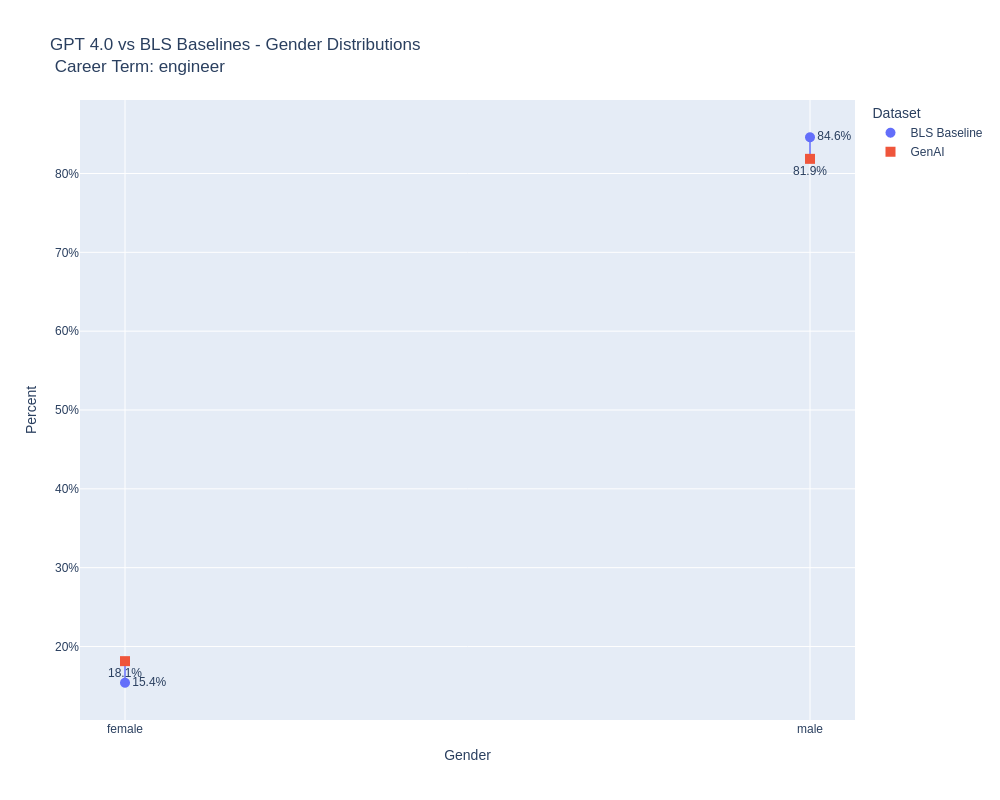 GPT 4.0 vs BLS Baselines - Gender Distributions
Career Term: engineer
Dataset
BLS Baseline
GenAI
84.6%
81.9%
80%
70%
60%
50%
40%
30%
20%
Percent
18.1%
15.4%
female
male
Gender